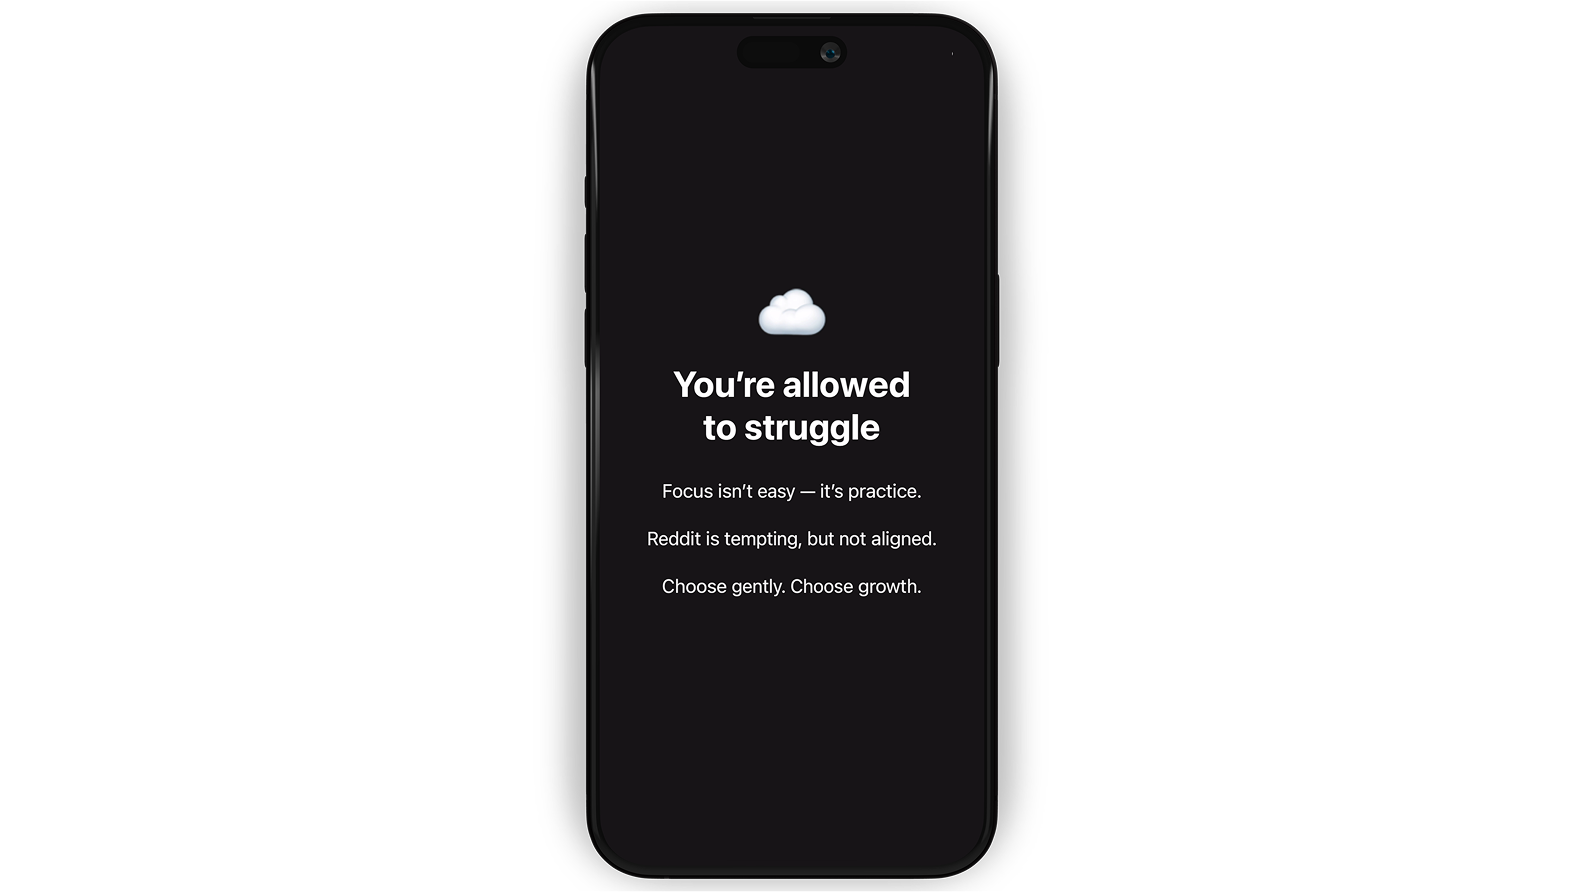 You’re allowed
to struggle
Focus isn’t easy — it’s practice.
Reddit is tempting, but not aligned.
Choose gently. Choose growth.